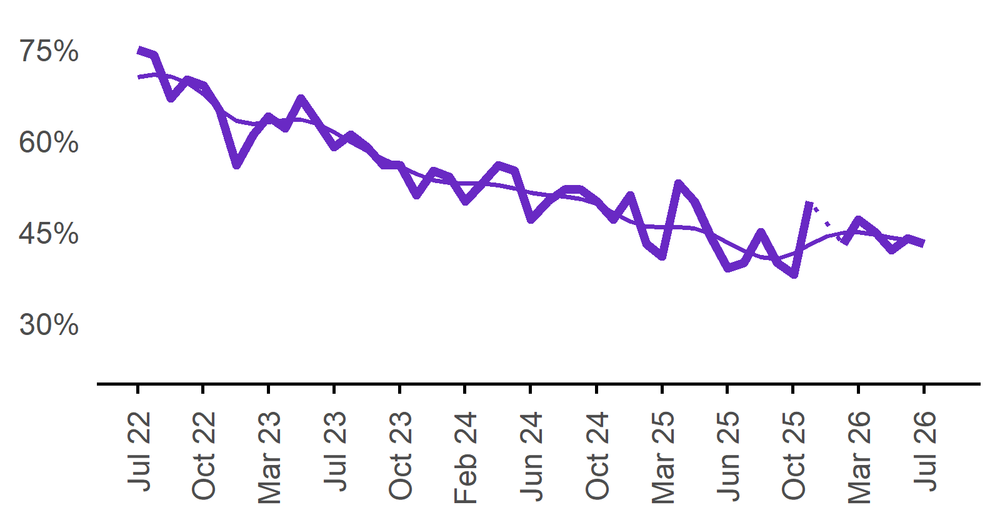 75%
60%
45%
30%
Jul 22
Oct 22
Mar 23
Jul 23
Oct 23
Feb 24
Jun 24
Oct 24
Mar 25
Jun 25
Oct 25
Mar 26
Jul 26